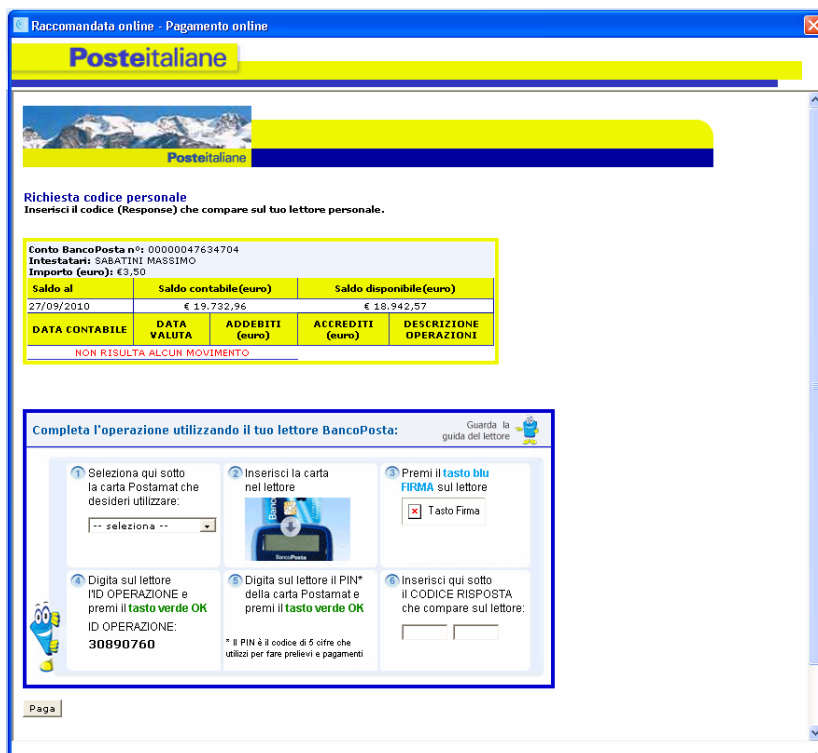 Raccomandata online - Pagamento online
Posteitaliane
Posteitaliane
Richiesta codice personale
Inserisci il codice (Response) che compare sul tuo lettore personale.
Conto BancoPosta nº: 00000047634704
Intestatari: SABATINI MASSIMO
Importo (euro): €3,50
Saldo al Saldo contabile(euro) Saldo disponibile(euro)
27/09/2010 € 19.732,96 € 18.942,57
DATA CONTABILE DATA VALUTA ADDEBITI (euro) ACCREDITI (euro) DESCRIZIONE OPERAZIONI
NON RISULTA ALCUN MOVIMENTO
Completa l'operazione utilizzando il tuo lettore BancoPosta:
Guarda la
guida del lettore
1 Seleziona qui sotto
la carta Postamat che
desideri utilizzare:
-- seleziona --
2 Inserisci la carta
nel lettore
BancoPosta
3 Premi il tasto blu
FIRMA sul lettore
Tasto Firma
4 Digita sul lettore
l'ID OPERAZIONE e
premi il tasto verde OK
ID OPERAZIONE:
30890760
5 Digita sul lettore il PIN*
della carta Postamat e
premi il tasto verde OK
* Il PIN è il codice di 5 cifre che
utilizzi per fare prelievi e pagamenti
6 Inserisci qui sotto
il CODICE RISPOSTA
che compare sul lettore:
Paga